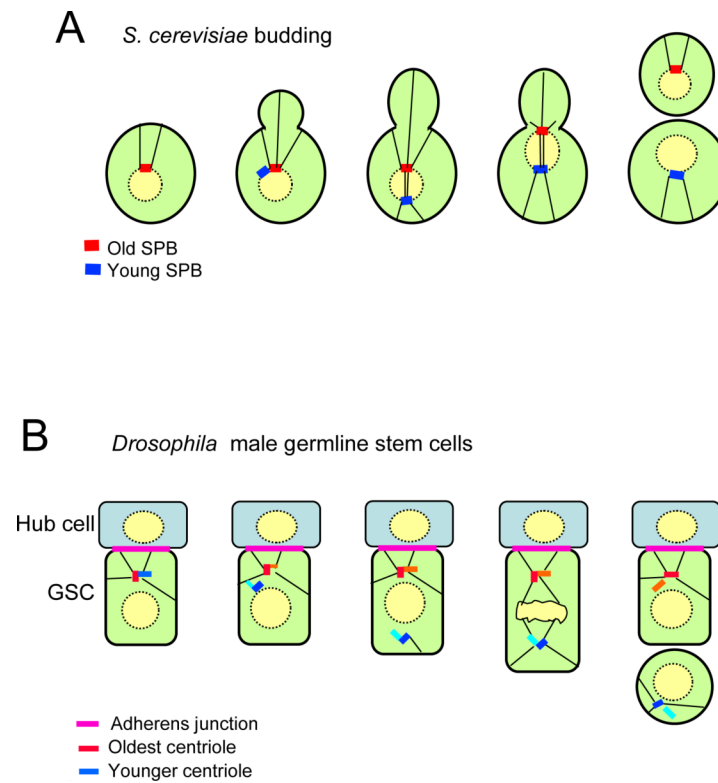 A S. cerevisiae budding
Old SPB
Young SPB
B Drosophila male germline stem cells
Hub cell
GSC
Adherens junction
Oldest centriole
Younger centriole